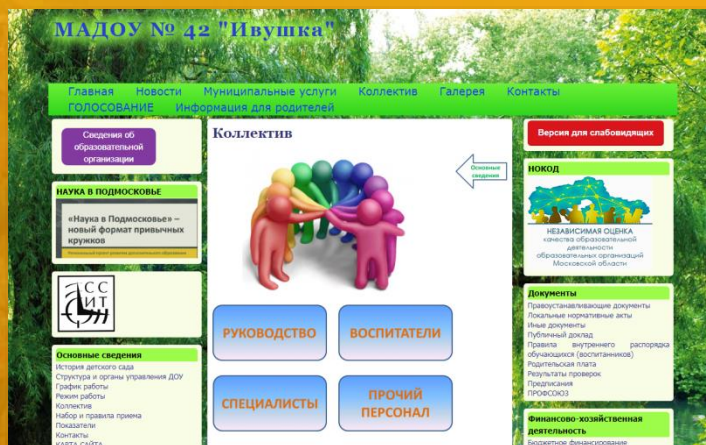 МАДОУ № 42 "Ивушка"
Главная Новости Муниципальные услуги Коллектив Галерея Контакты
ГОЛОСОВАНИЕ Информация для родителей
Сведения об
образовательной
организации
НАУКА В ПОДМОСКОВЬЕ
«Наука в Подмосковье» –
новый формат привычных
кружков
ССИТ
Основные сведения
История детского сада
Структура и органы управления ДОУ
График работы
Режим работы
Коллектив
Набор и правила приема
Показатели
Контакты
КАРТА САЙТА
Коллектив
Основные
сведения
РУКОВОДСТВО
ВОСПИТАТЕЛИ
СПЕЦИАЛИСТЫ
ПРОЧИЙ
ПЕРСОНАЛ
Версия для слабовидящих
НОКОД
НЕЗАВИСИМАЯ ОЦЕНКА
качества образовательной
деятельности
образовательных организаций
Московской области
Документы
Правоустанавливающие документы
Локальные нормативные акты
Иные документы
Публичный доклад
Правила внутреннего распорядка
обучающихся (воспитанников)
Родительская плата
Результаты проверок
Предписания
ПРОФСОЮЗ
Финансово-хозяйственная
деятельность
Бюджетное финансирование